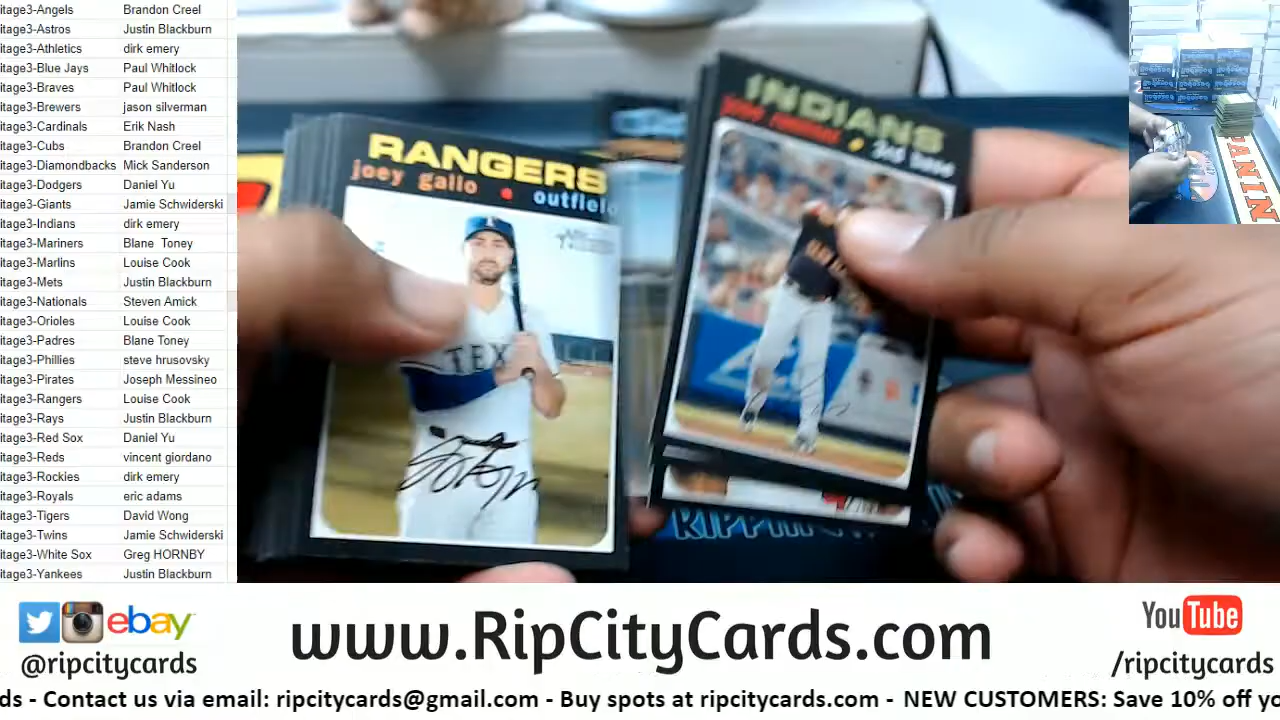 itage3-Angels Brandon Creel
itage3-Astros Justin Blackburn
itage3-Athletics dirk emery
itage3-Blue Jays Paul Whitlock
itage3-Braves Paul Whitlock
itage3-Brewers jason silverman
itage3-Cardinals Erik Nash
itage3-Cubs Brandon Creel
itage3-Diamondbacks Mick Sanderson
itage3-Dodgers Daniel Yu
itage3-Giants Jamie Schwiderski
itage3-Indians dirk emery
itage3-Mariners Blane Toney
itage3-Marlins Louise Cook
itage3-Mets Justin Blackburn
itage3-Nationals Steven Amick
itage3-Orioles Louise Cook
itage3-Padres Blane Toney
itage3-Phillies steve hrusovsky
itage3-Pirates Joseph Messineo
itage3-Rangers Louise Cook
itage3-Rays Justin Blackburn
itage3-Red Sox Daniel Yu
itage3-Reds vincent giordano
itage3-Rockies dirk emery
itage3-Royals eric adams
itage3-Tigers David Wong
itage3-Twins Jamie Schwiderski
itage3-White Sox Greg HORNBY
itage3-Yankees Justin Blackburn
RANGERS
joey gallo • outfield
TEX
INDIANS
3rd base
PANINI
ebay
@ripcitycards
www.RipCityCards.com
YouTube
/ripcitycards
ds - Contact us via email: ripcitycards@gmail.com - Buy spots at ripcitycards.com - NEW CUSTOMERS: Save 10% off yo